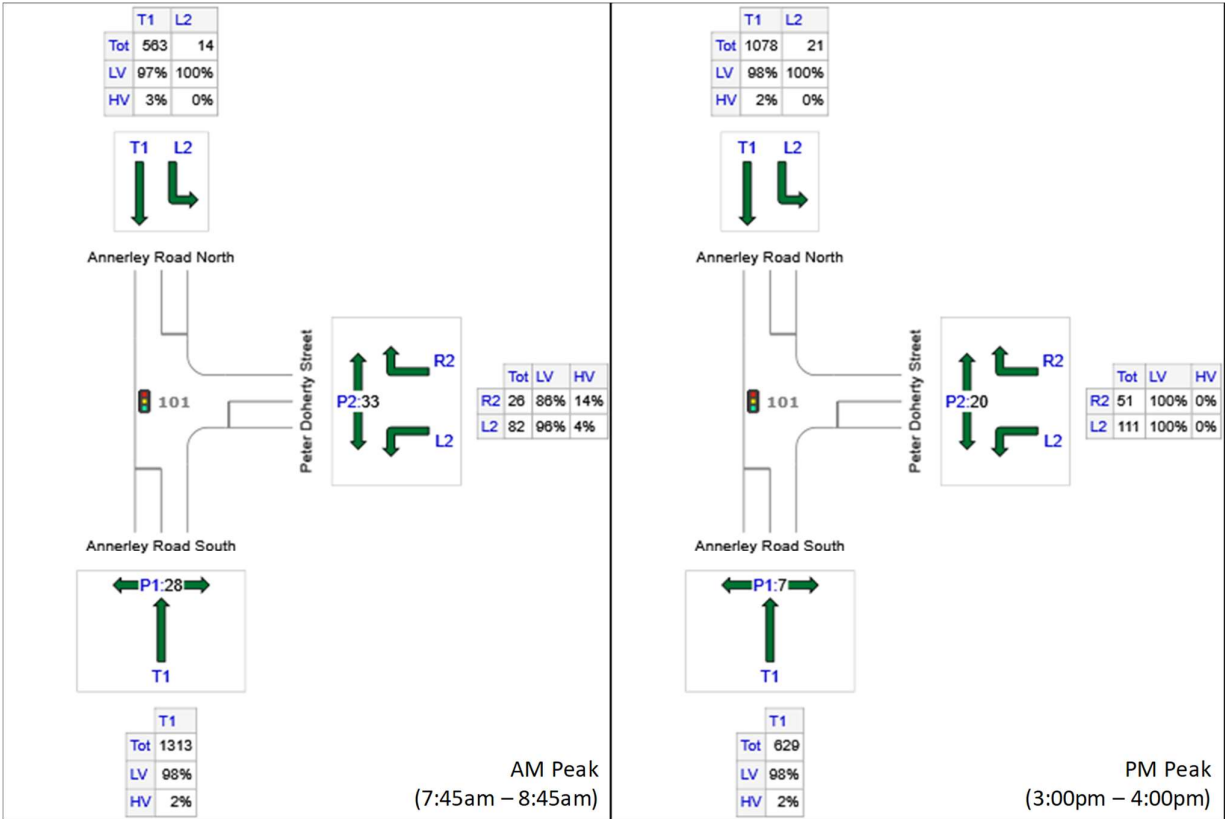 T1 L2
Tot 563 14
LV 97% 100%
HV 3% 0%
T1 L2
Annerley Road North
101
Peter Doherty Street
P2:33
R2
L2
Tot LV HV
R2 26 86% 14%
L2 82 96% 4%
Annerley Road South
P1:28
T1
T1
Tot 1313
LV 98%
HV 2%
AM Peak
(7:45am – 8:45am)
T1 L2
Tot 1078 21
LV 98% 100%
HV 2% 0%
T1 L2
Annerley Road North
101
Peter Doherty Street
P2:20
R2
L2
Tot LV HV
R2 51 100% 0%
L2 111 100% 0%
Annerley Road South
P1:7
T1
T1
Tot 629
LV 98%
HV 2%
PM Peak
(3:00pm – 4:00pm)